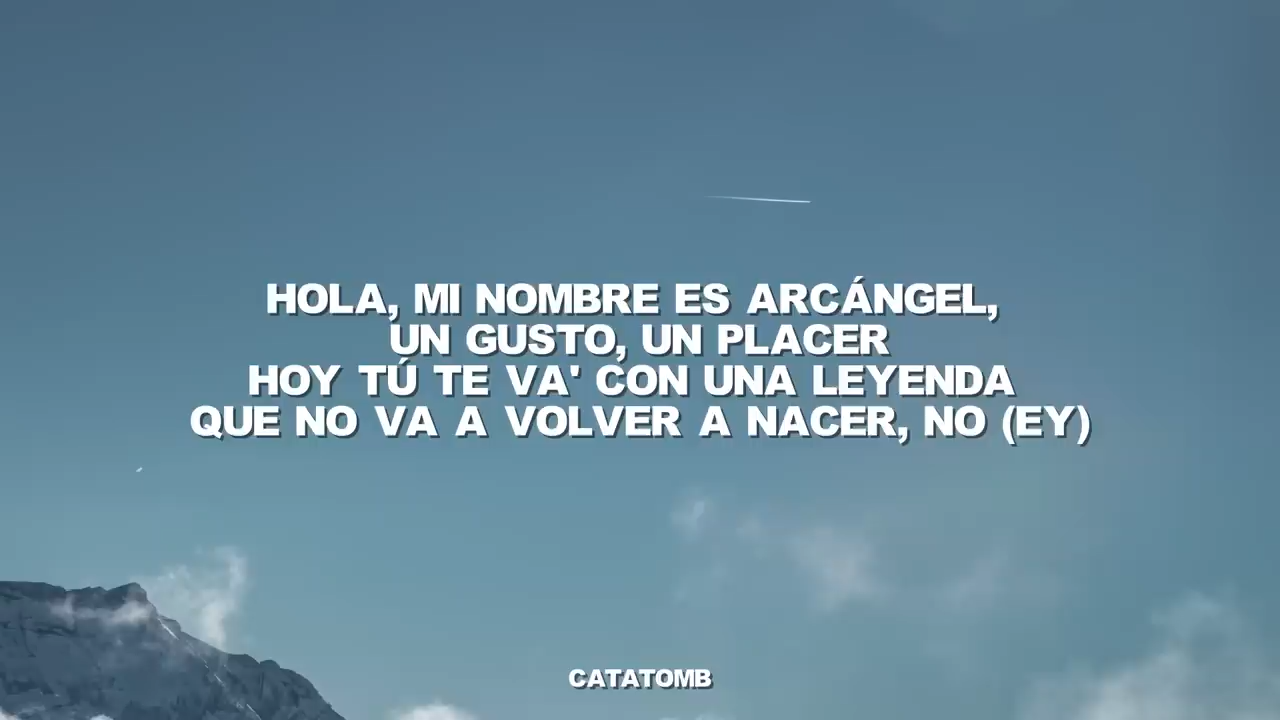 HOLA, MI NOMBRE ES ARCÁNGEL,
UN GUSTO, UN PLACER
HOY TÚ TE VA' CON UNA LEYENDA
QUE NO VA A VOLVER A NACER, NO (EY)
CATATOMB